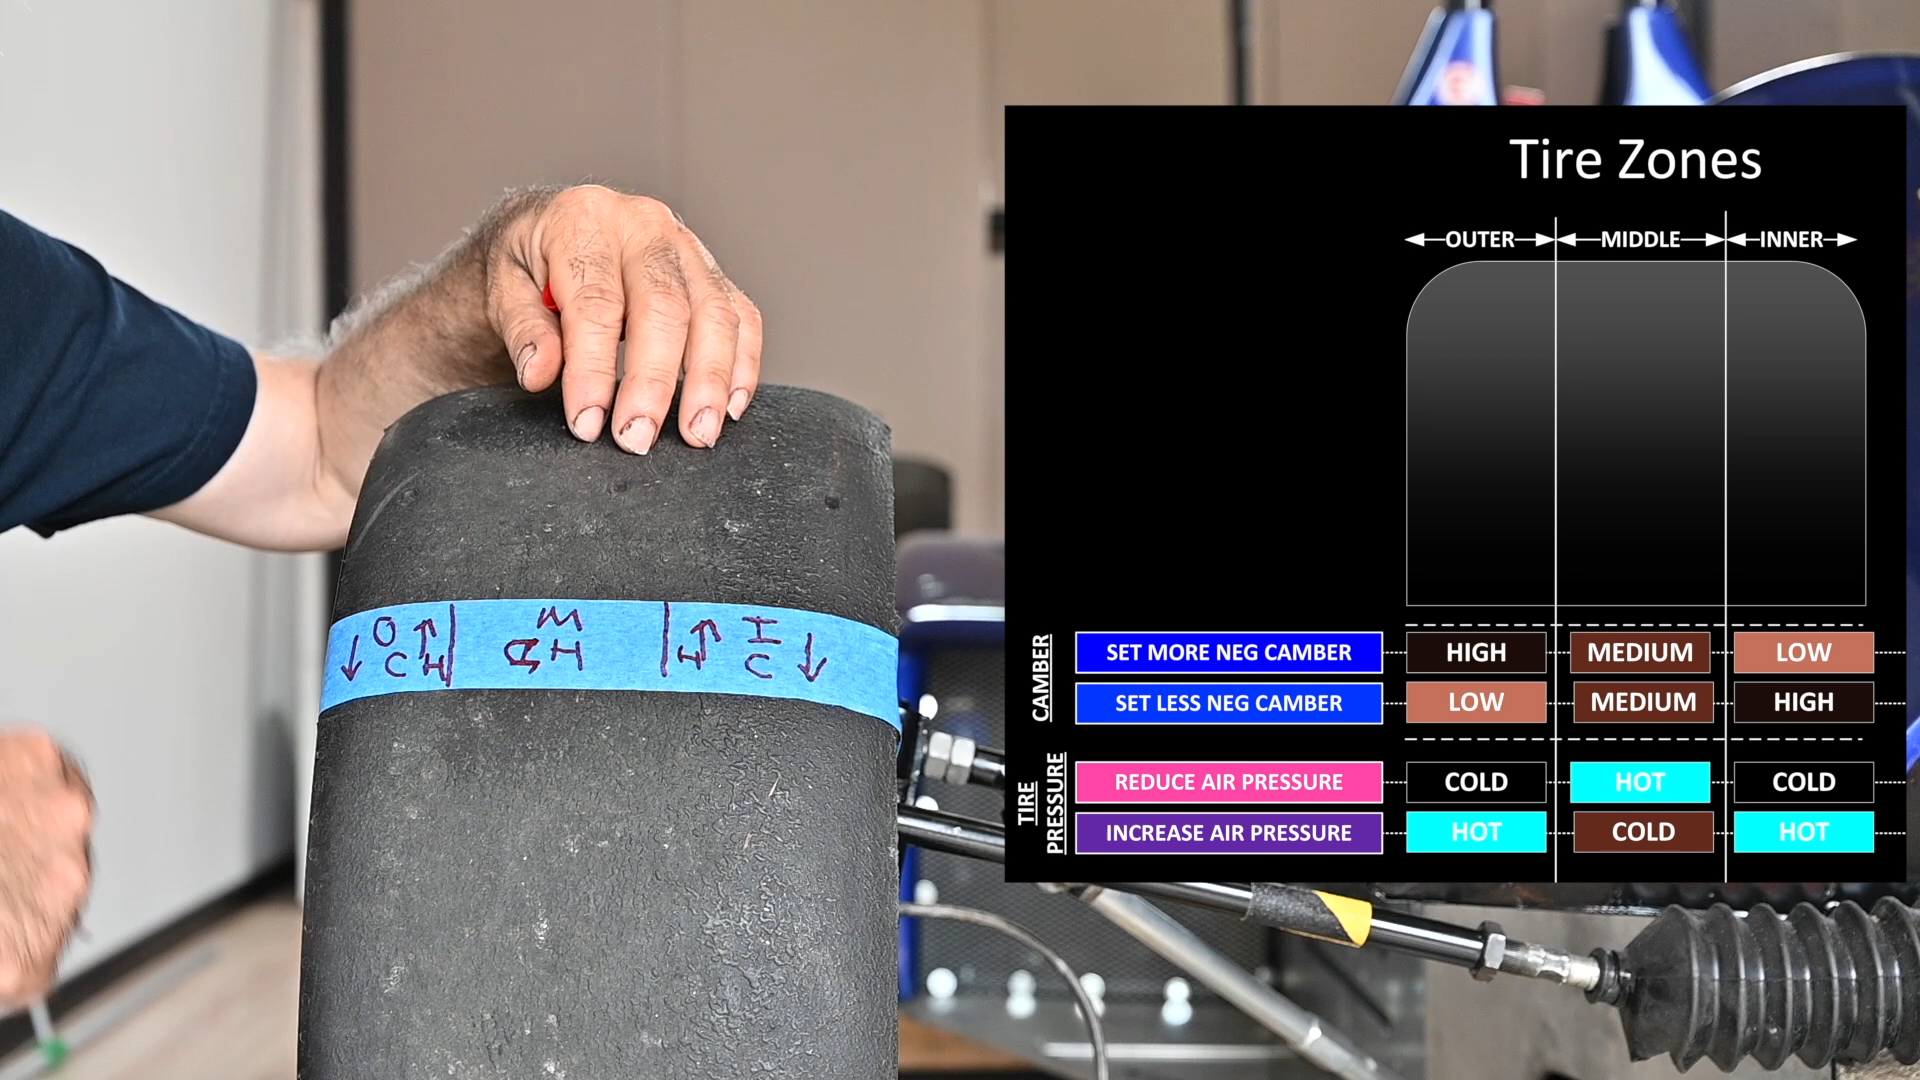 O ↑ | M | ↑ I
↓ C H | H | H C ↓
Tire Zones
OUTER MIDDLE INNER
CAMBER
SET MORE NEG CAMBER HIGH MEDIUM LOW
SET LESS NEG CAMBER LOW MEDIUM HIGH
TIRE
PRESSURE
REDUCE AIR PRESSURE COLD HOT COLD
INCREASE AIR PRESSURE HOT COLD HOT